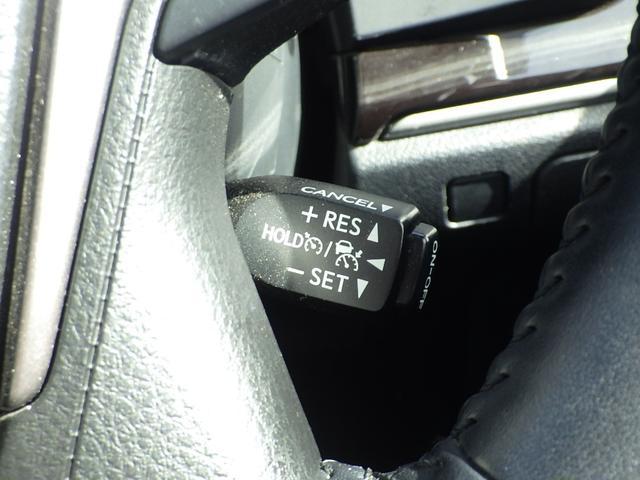 CANCEL▼
+ RES ▲
HOLD / ◀
− SET ▼
ON-OFF